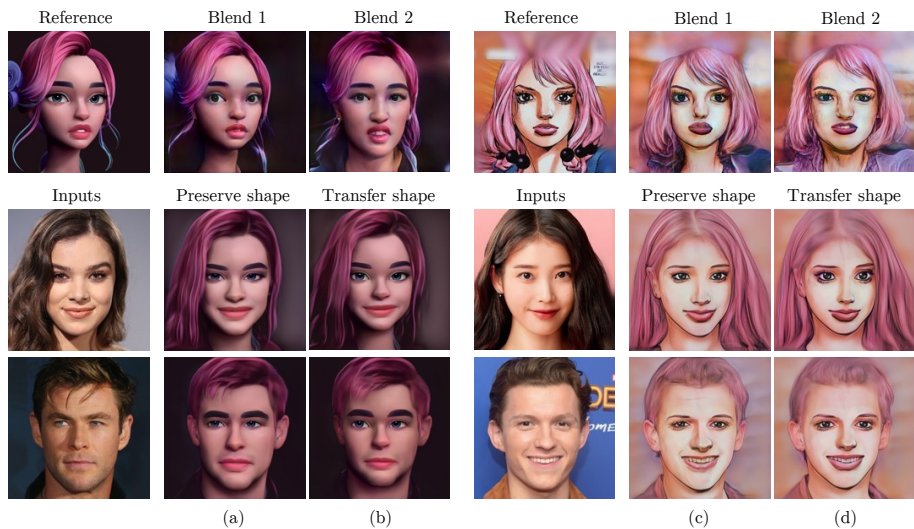 Reference Blend 1 Blend 2 Reference Blend 1 Blend 2
Inputs Preserve shape Transfer shape Inputs Preserve shape Transfer shape
OME
(a) (b) (c) (d)